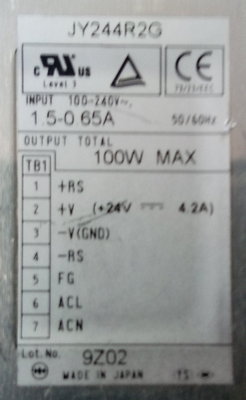 JY244R2G
c RU US
Level 3
CE
INPUT 100-240V~,
1.5-0.65A 50/60Hz
OUTPUT TOTAL
100W MAX
TB1
1 +RS
2 +V (+24V ⎓ 4.2A)
3 -V(GND)
4 -RS
5 FG
6 ACL
7 ACN
Lot.No. 9Z02
MADE IN JAPAN